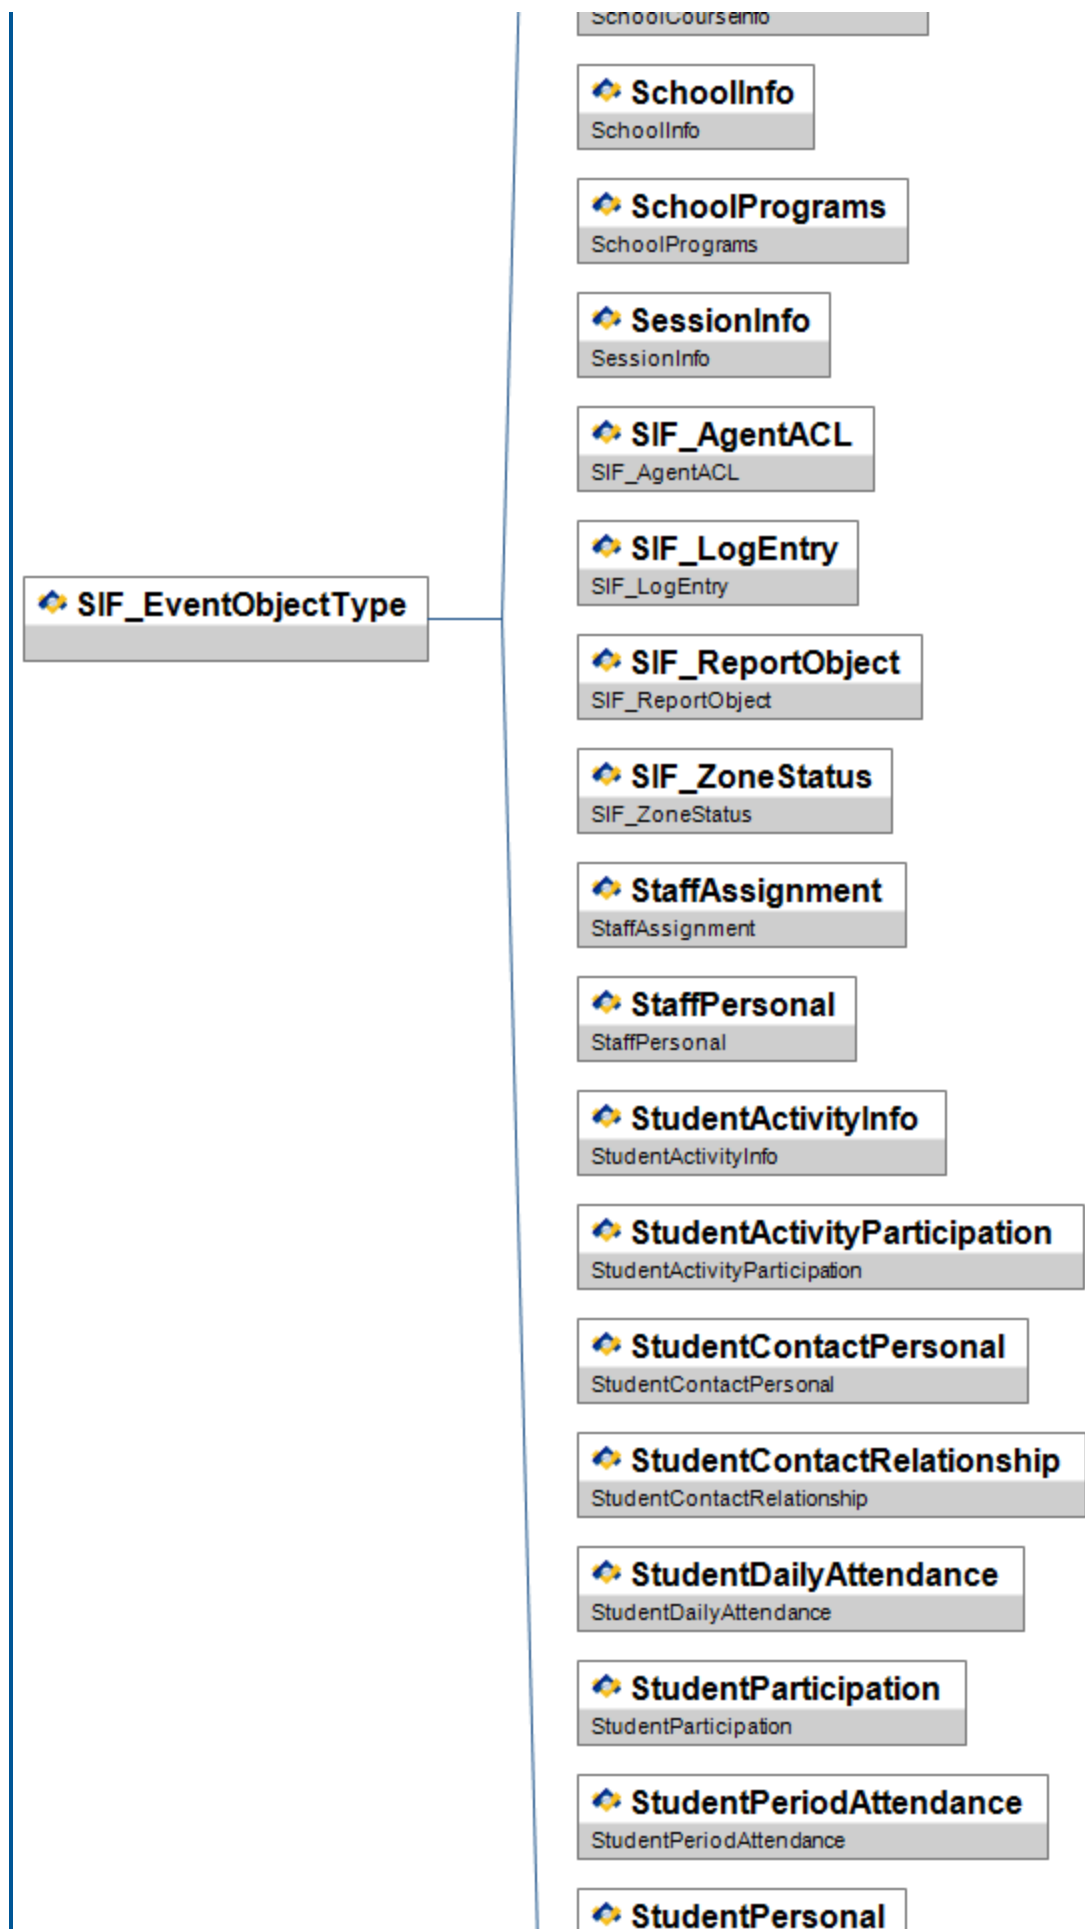 SchoolCourseInfo
SchoolInfo
SchoolInfo
SchoolPrograms
SchoolPrograms
SessionInfo
SessionInfo
SIF_AgentACL
SIF_AgentACL
SIF_LogEntry
SIF_LogEntry
SIF_EventObjectType
SIF_ReportObject
SIF_ReportObject
SIF_ZoneStatus
SIF_ZoneStatus
StaffAssignment
StaffAssignment
StaffPersonal
StaffPersonal
StudentActivityInfo
StudentActivityInfo
StudentActivityParticipation
StudentActivityParticipation
StudentContactPersonal
StudentContactPersonal
StudentContactRelationship
StudentContactRelationship
StudentDailyAttendance
StudentDailyAttendance
StudentParticipation
StudentParticipation
StudentPeriodAttendance
StudentPeriodAttendance
StudentPersonal